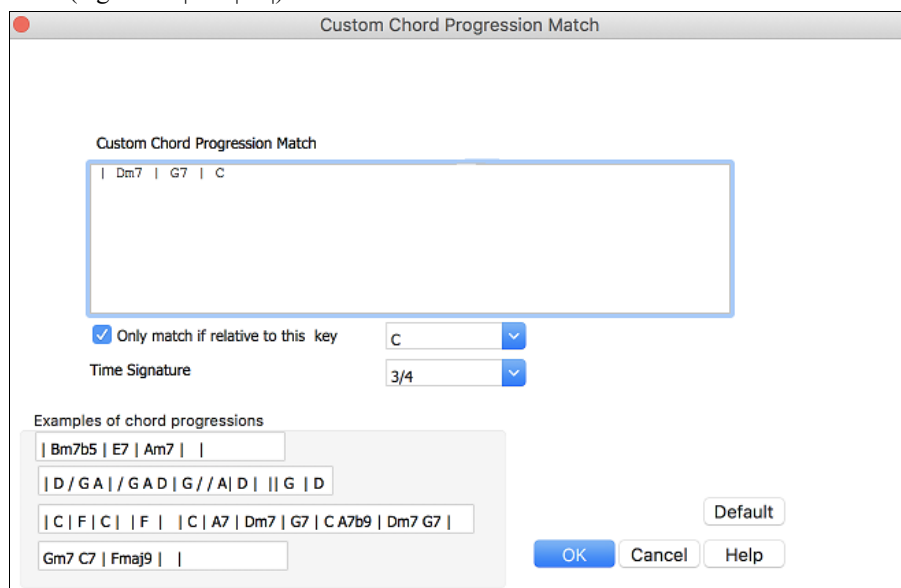 Custom Chord Progression Match
Custom Chord Progression Match
| Dm7 | G7 | C
Only match if relative to this key
C
Time Signature
3/4
Examples of chord progressions
| Bm7b5 | E7 | Am7 |   |
| D / G A | / G A D | G / / A| D |   || G  | D
| C | F | C |   | F  |    | C | A7 | Dm7 | G7 | C A7b9 | Dm7 G7 |
Gm7 C7 | Fmaj9 |   |
Default
OK
Cancel
Help